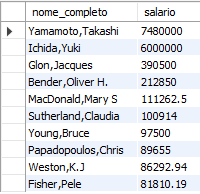 nome_completo salario
Yamamoto,Takashi 7480000
Ichida,Yuki 6000000
Glon,Jacques 390500
Bender,Oliver H. 212850
MacDonald,Mary S 111262.5
Sutherland,Claudia 100914
Young,Bruce 97500
Papadopoulos,Chris 89655
Weston,K.J 86292.94
Fisher,Pele 81810.19